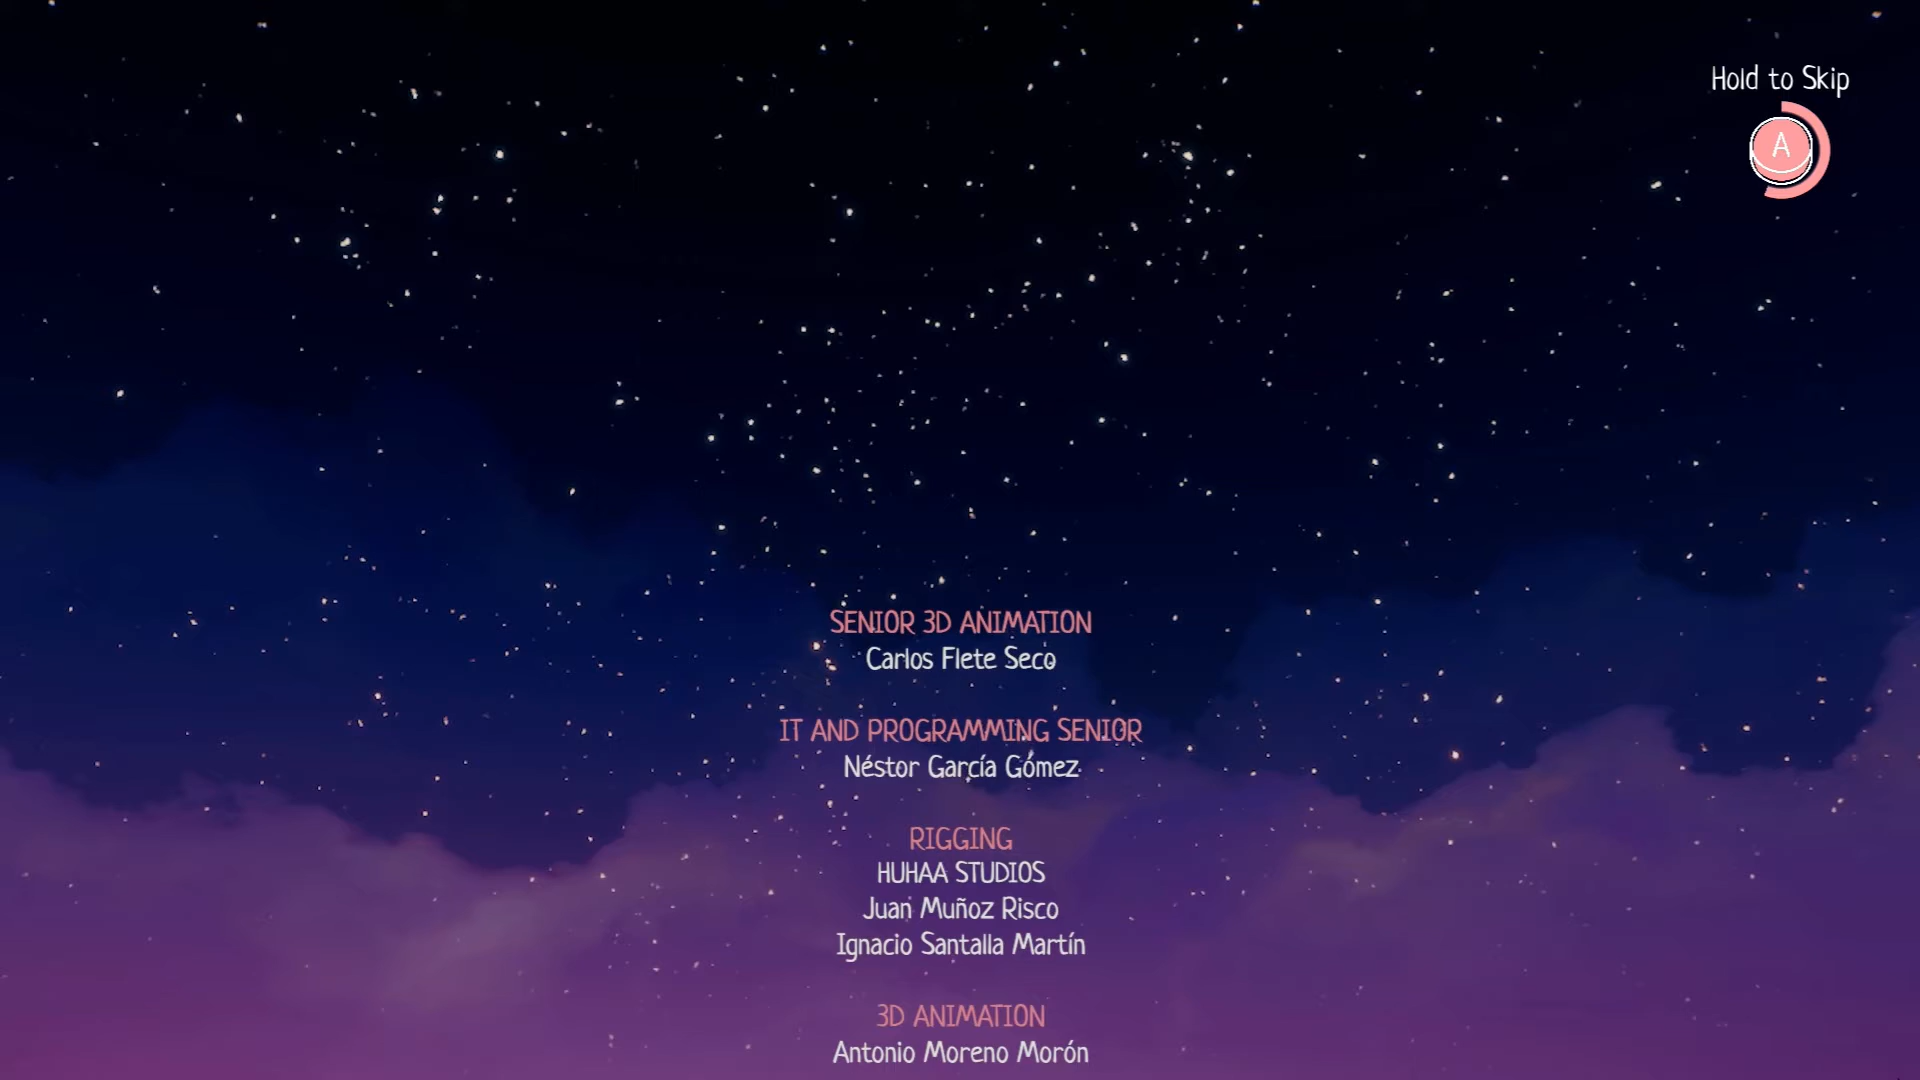 Hold to Skip
A
SENIOR 3D ANIMATION
Carlos Flete Seco
IT AND PROGRAMMING SENIOR
Néstor García Gómez
RIGGING
HUHAA STUDIOS
Juan Muñoz Risco
Ignacio Santalla Martín
3D ANIMATION
Antonio Moreno Morón